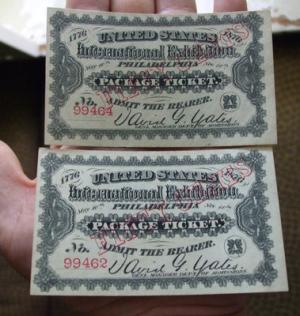 1776 UNITED STATES 1876
International Exhibition,
PHILADELPHIA
PACKAGE TICKET.
No. ADMIT THE BEARER.
99464 David G. Yates
1776 UNITED STATES
International Exhibition,
PHILADELPHIA
PACKAGE TICKET.
No. ADMIT THE BEARER.
99462 David G. Yates